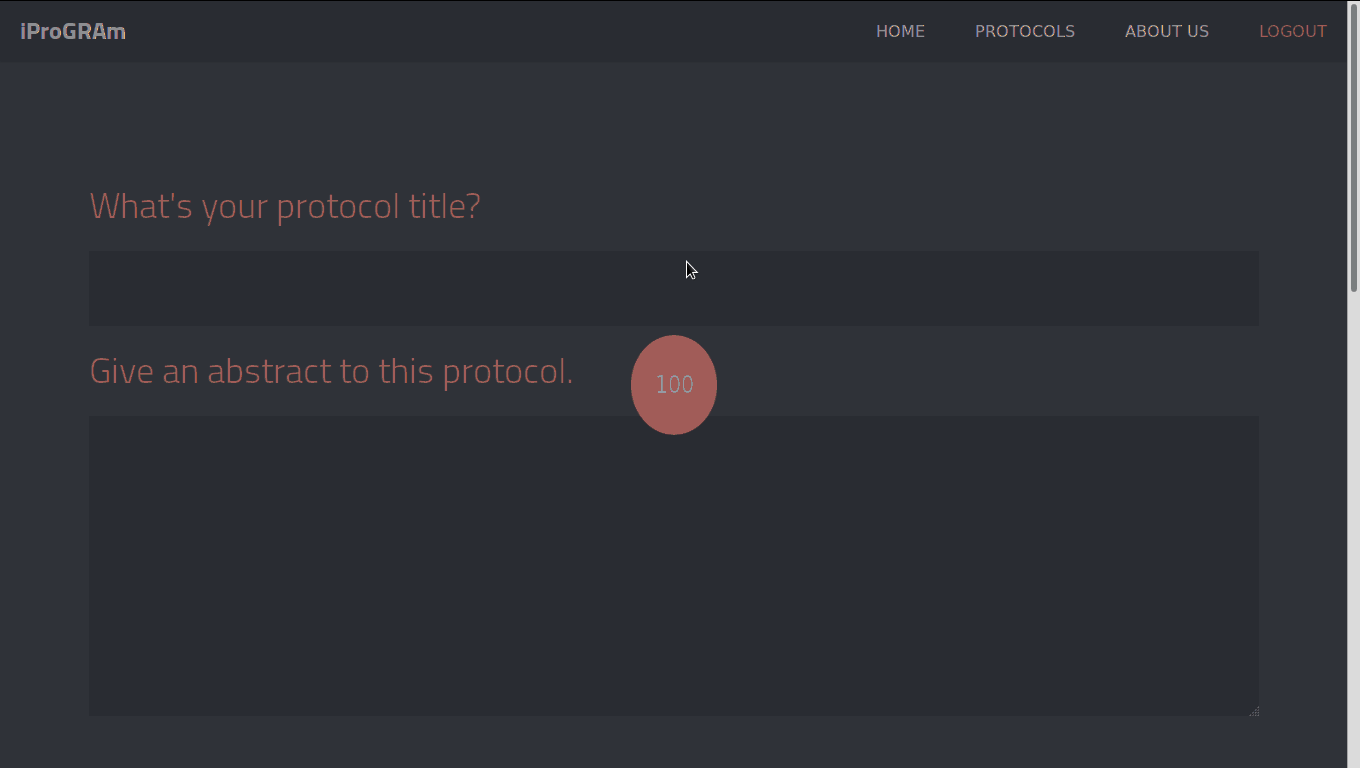 iProGRAm
HOME PROTOCOLS ABOUT US LOGOUT
What's your protocol title?
Give an abstract to this protocol.
100